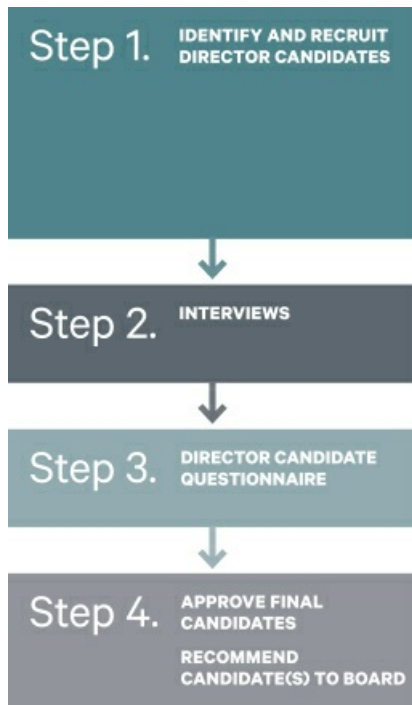 Step 1.
IDENTIFY AND RECRUIT
DIRECTOR CANDIDATES
Step 2.
INTERVIEWS
Step 3.
DIRECTOR CANDIDATE
QUESTIONNAIRE
Step 4.
APPROVE FINAL
CANDIDATES
RECOMMEND
CANDIDATE(S) TO BOARD